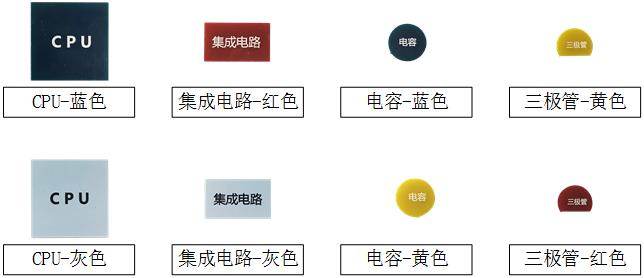 CPU
集成电路
电容
三极管
CPU-蓝色
集成电路-红色
电容-蓝色
三极管-黄色
CPU
集成电路
电容
三极管
CPU-灰色
集成电路-灰色
电容-黄色
三极管-红色